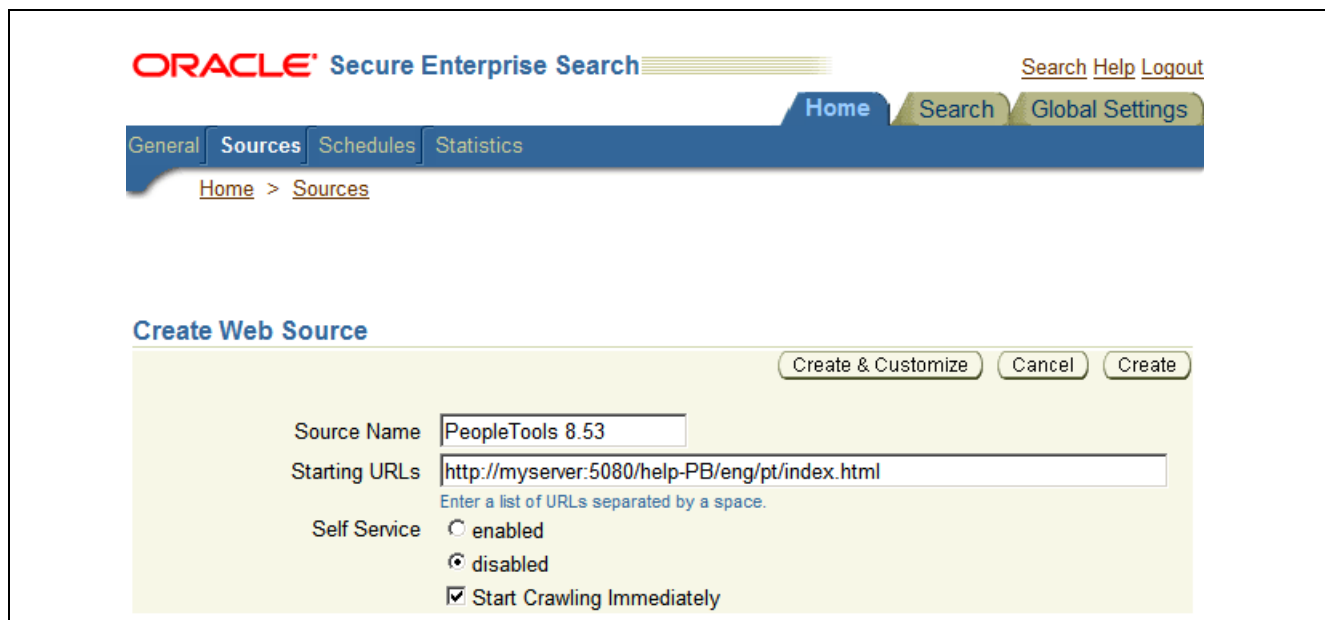 ORACLE' Secure Enterprise Search
Search Help Logout
Home Search Global Settings
General Sources Schedules Statistics
Home > Sources
Create Web Source
Create & Customize Cancel Create
Source Name PeopleTools 8.53
Starting URLs http://myserver:5080/help-PB/eng/pt/index.html
Enter a list of URLs separated by a space.
Self Service enabled
disabled
Start Crawling Immediately